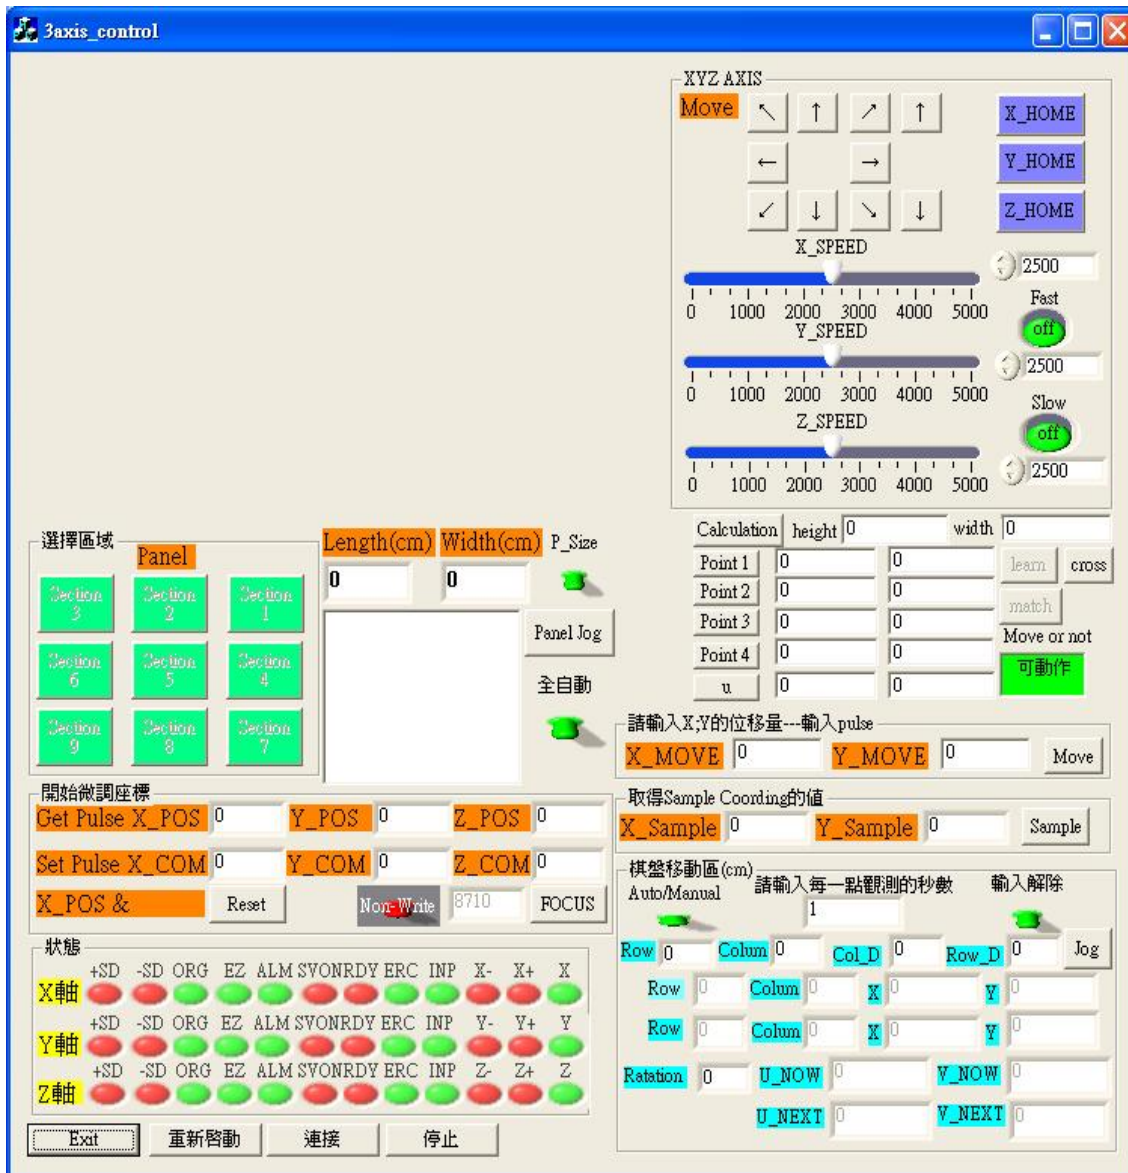 3axis_control
XYZ AXIS
Move ↖ ↑ ↗ ↑ X_HOME
← → Y_HOME
↙ ↓ ↘ ↓ Z_HOME
X_SPEED
2500
0 1000 2000 3000 4000 5000
Fast
off
Y_SPEED
2500
0 1000 2000 3000 4000 5000
Slow
off
Z_SPEED
2500
0 1000 2000 3000 4000 5000
選擇區域
Panel
Section 3 Section 2 Section 1
Section 6 Section 5 Section 4
Section 9 Section 8 Section 7
Length(cm) Width(cm) P_Size
0 0
Panel Jog
全自動
Calculation height 0 width 0
Point 1 0 0 learn cross
Point 2 0 0 match
Point 3 0 0
Move or not
Point 4 0 0 可動作
u 0 0
請輸入X;Y的位移量---輸入pulse
X_MOVE 0 Y_MOVE 0 Move
開始微調座標
Get Pulse X_POS 0 Y_POS 0 Z_POS 0
Set Pulse X_COM 0 Y_COM 0 Z_COM 0
X_POS & Reset Non-Write 8710 FOCUS
取得Sample Coording的值
X_Sample 0 Y_Sample 0 Sample
棋盤移動區(cm)
Auto/Manual 請輸入每一點觀測的秒數 輸入解除
1
Row 0 Colum 0 Col_D 0 Row_D 0 Jog
Row 0 Colum 0 X 0 Y 0
Row 0 Colum 0 X 0 Y 0
Ratation 0 U_NOW 0 V_NOW 0
U_NEXT 0 V_NEXT 0
狀態
+SD -SD ORG EZ ALM SVON RDY ERC INP X- X+ X
X軸
+SD -SD ORG EZ ALM SVON RDY ERC INP Y- Y+ Y
Y軸
+SD -SD ORG EZ ALM SVON RDY ERC INP Z- Z+ Z
Z軸
Exit 重新啓動 連接 停止